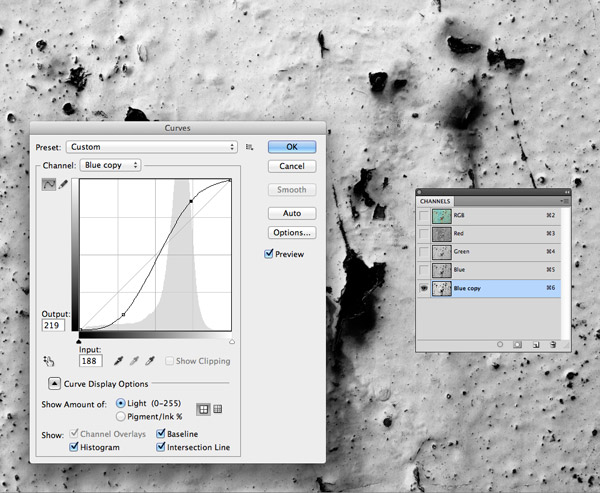 Curves
Preset: Custom
OK
Channel: Blue copy
Cancel
Smooth
Auto
Options...
Preview
Output:
219
Input:
188
Show Clipping
Curve Display Options
Show Amount of: Light (0-255)
Pigment/Ink %
Show: Channel Overlays Baseline
Histogram Intersection Line
CHANNELS
RGB ⌘2
Red ⌘3
Green ⌘4
Blue ⌘5
Blue copy ⌘6